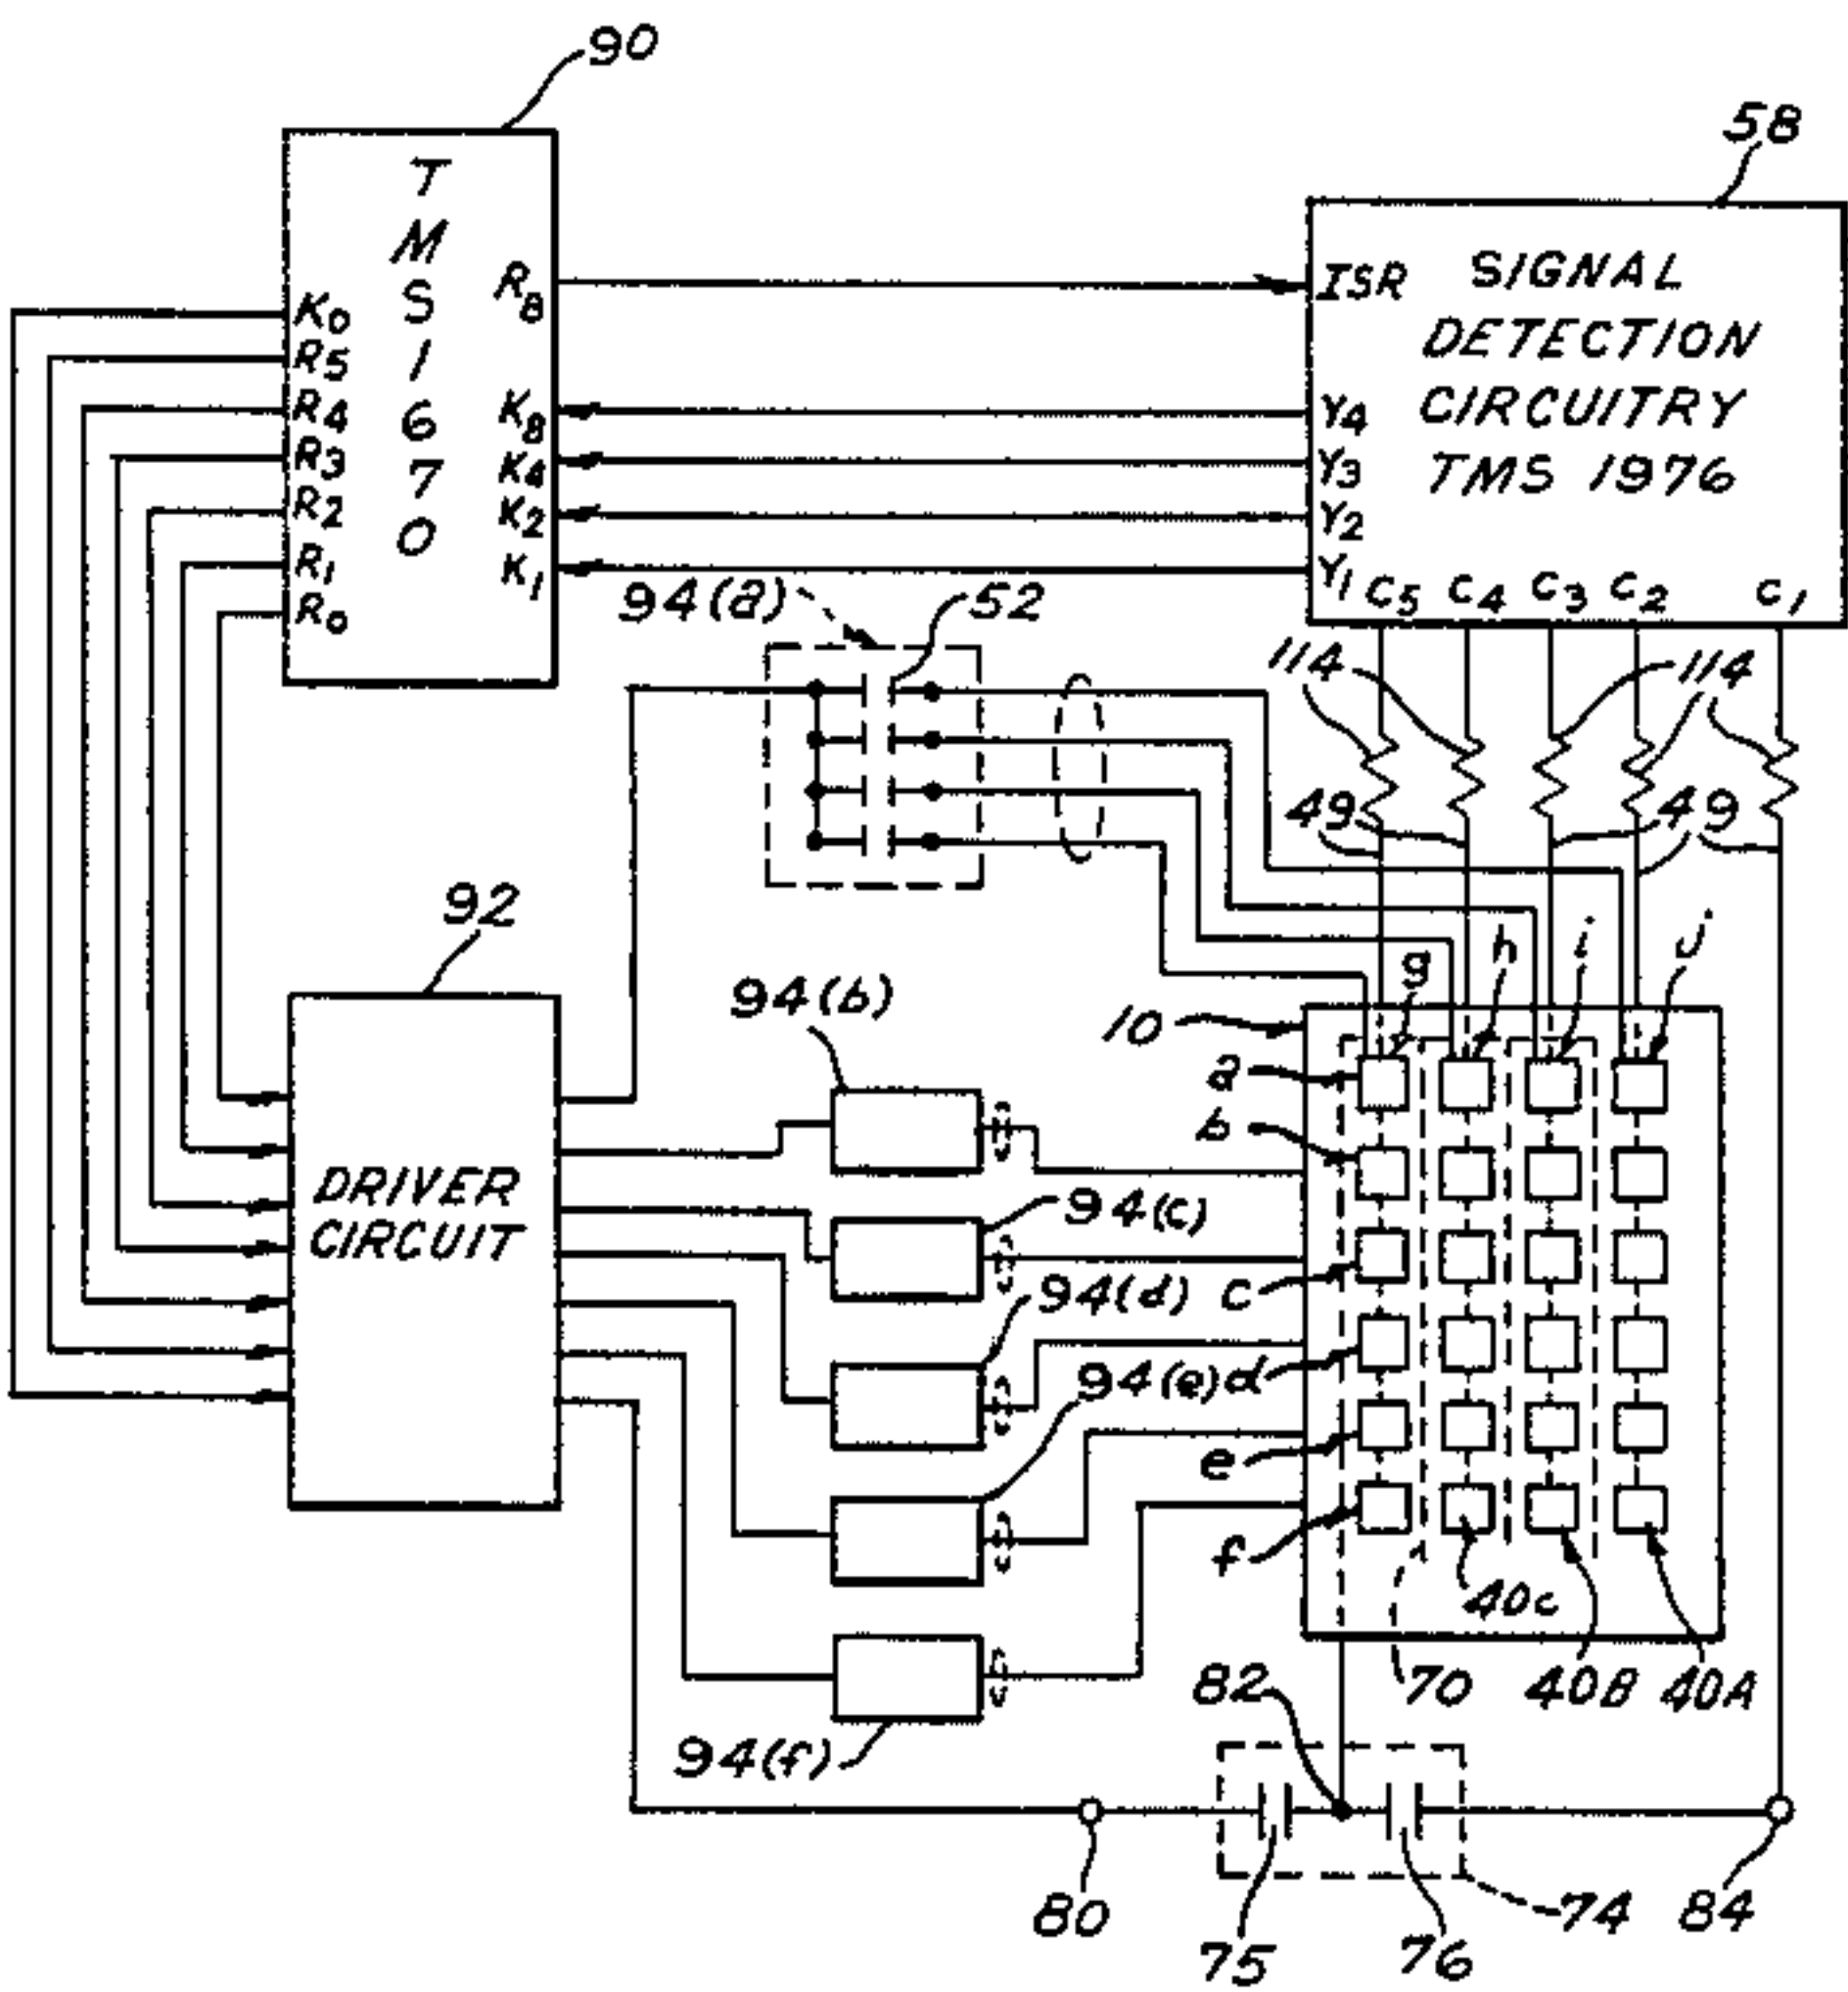 90
58
T
M
S
1
6
7
0
R8
ISR
SIGNAL
DETECTION
CIRCUITRY
TMS 1976
K0
R5
R4
R3
R2
R1
R0
K8
K4
K2
K1
Y4
Y3
Y2
Y1
C5 C4 C3 C2 C1
94(a)
52
114
114
49
49
92
DRIVER
CIRCUIT
94(b)
94(c)
94(d)
94(e)
94(f)
10
g
h
i
j
a
b
c
d
e
f
40C
70
40B
40A
82
80
75
76
74
84